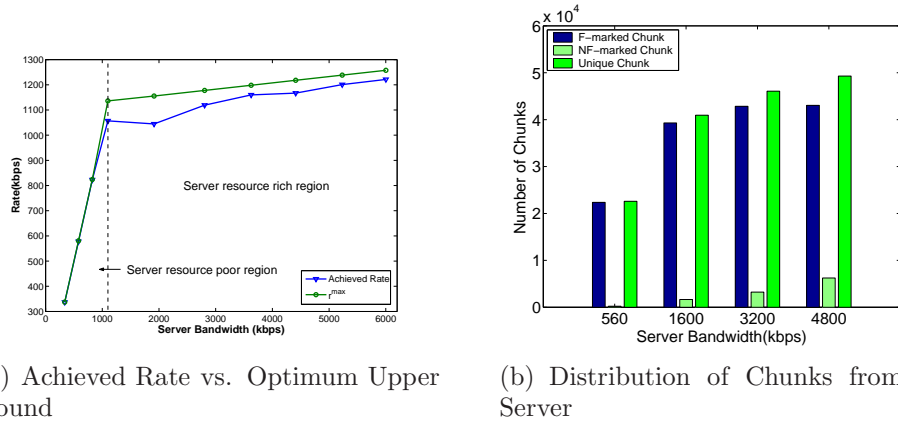 1300
1200
1100
1000
900
800
700
600
500
400
300
Rate(kbps)
Server resource rich region
Server resource poor region
Achieved Rate
r^max
0 1000 2000 3000 4000 5000 6000
Server Bandwidth (kbps)
) Achieved Rate vs. Optimum Upper
ound
x 10^4
6
5
4
3
2
1
0
Number of Chunks
F−marked Chunk
NF−marked Chunk
Unique Chunk
560 1600 3200 4800
Server Bandwidth(kbps)
(b) Distribution of Chunks from
Server